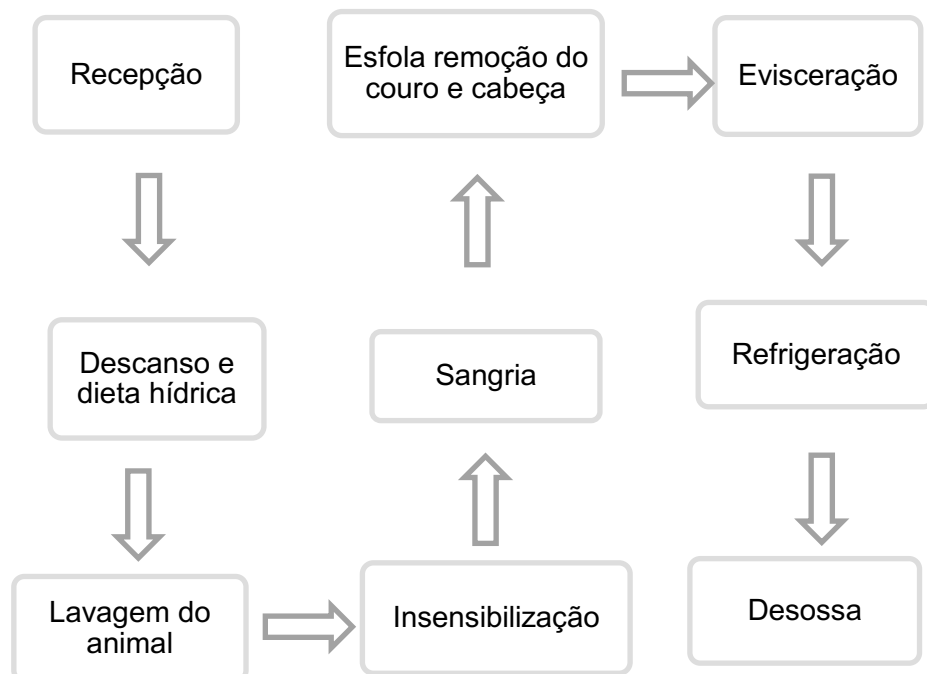 Recepção
Descanso e
dieta hídrica
Lavagem do
animal
Insensibilização
Sangria
Esfola remoção do
couro e cabeça
Evisceração
Refrigeração
Desossa